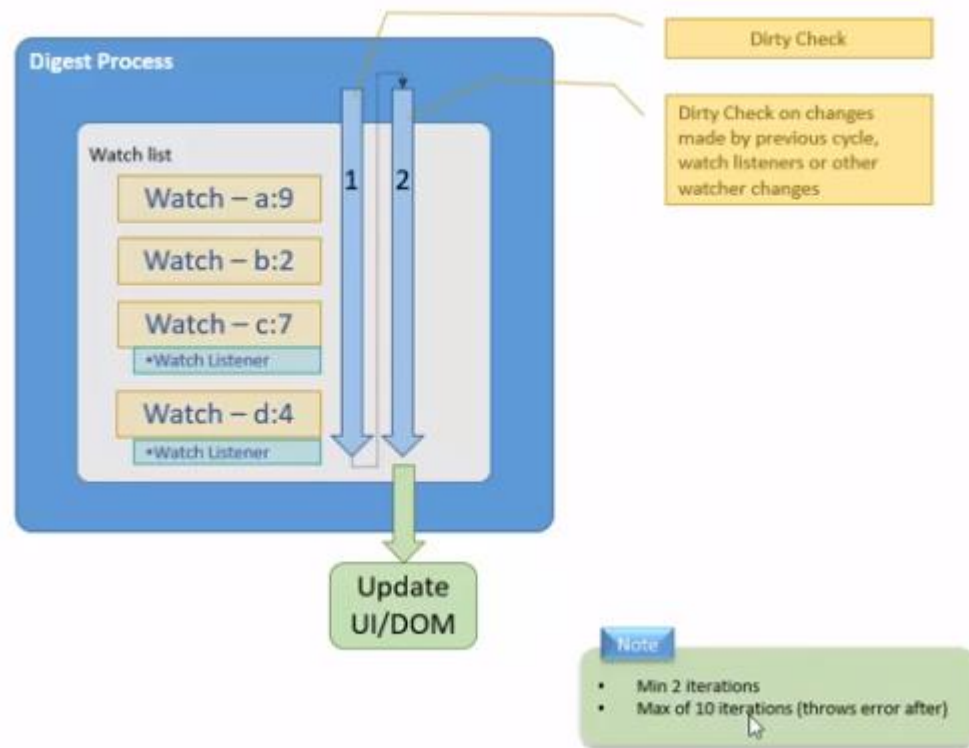 Dirty Check
Digest Process
Dirty Check on changes
made by previous cycle,
watch listeners or other
watcher changes
Watch list
1
2
Watch – a:9
Watch – b:2
Watch – c:7
•Watch Listener
Watch – d:4
•Watch Listener
Update
UI/DOM
Note
• Min 2 iterations
• Max of 10 iterations (throws error after)